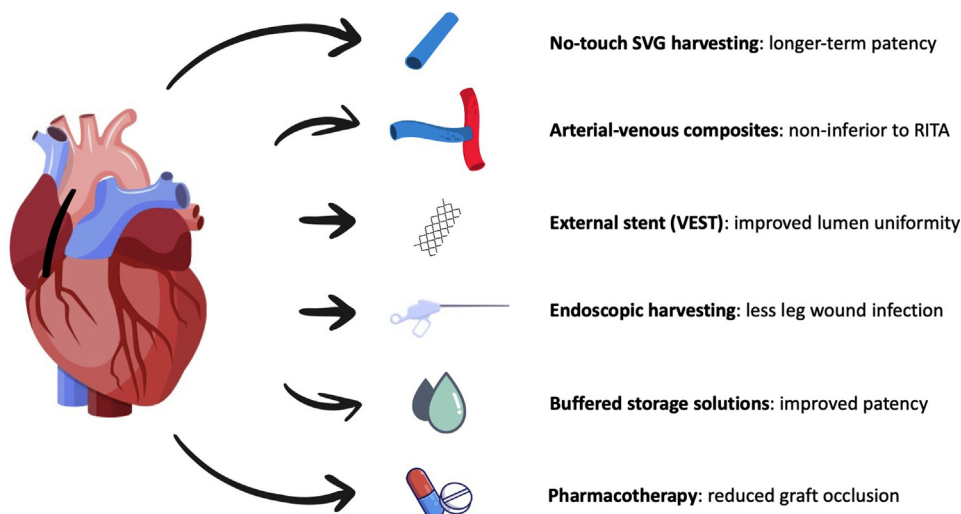 No-touch SVG harvesting: longer-term patency
Arterial-venous composites: non-inferior to RITA
External stent (VEST): improved lumen uniformity
Endoscopic harvesting: less leg wound infection
Buffered storage solutions: improved patency
Pharmacotherapy: reduced graft occlusion